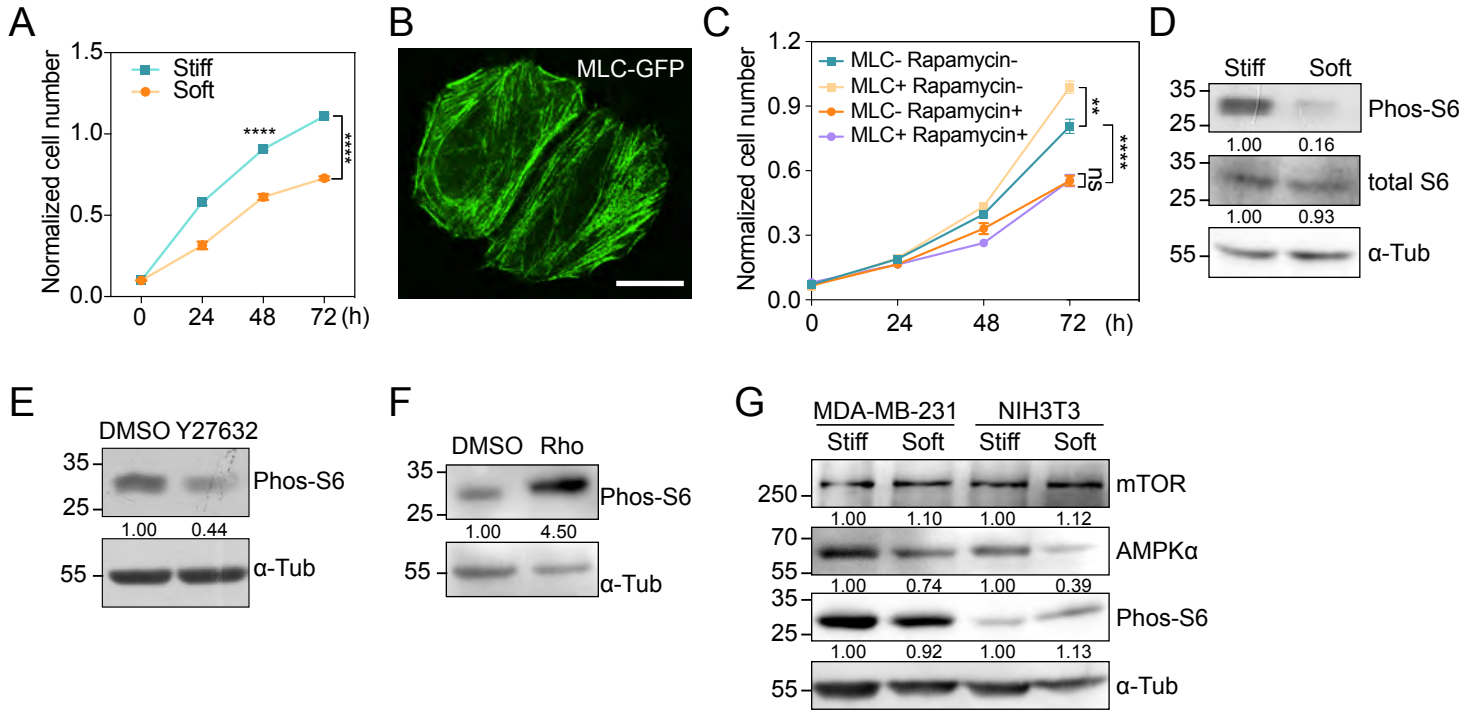 A
Normalized cell number
1.5
1.0
0.5
0.0
Stiff
Soft
****
****
0 24 48 72 (h)
B
MLC-GFP
C
Normalized cell number
1.2
0.9
0.6
0.3
0.0
MLC- Rapamycin-
MLC+ Rapamycin-
MLC- Rapamycin+
MLC+ Rapamycin+
**
****
ns
0 24 48 72 (h)
D
Stiff Soft
35
25
Phos-S6
1.00 0.16
35
25
total S6
1.00 0.93
55
α-Tub
E
DMSO Y27632
35
25
Phos-S6
1.00 0.44
55
α-Tub
F
DMSO Rho
35
25
Phos-S6
1.00 4.50
55
α-Tub
G
MDA-MB-231 NIH3T3
Stiff Soft Stiff Soft
250
mTOR
1.00 1.10 1.00 1.12
70
55
AMPKα
1.00 0.74 1.00 0.39
35
25
Phos-S6
1.00 0.92 1.00 1.13
55
α-Tub